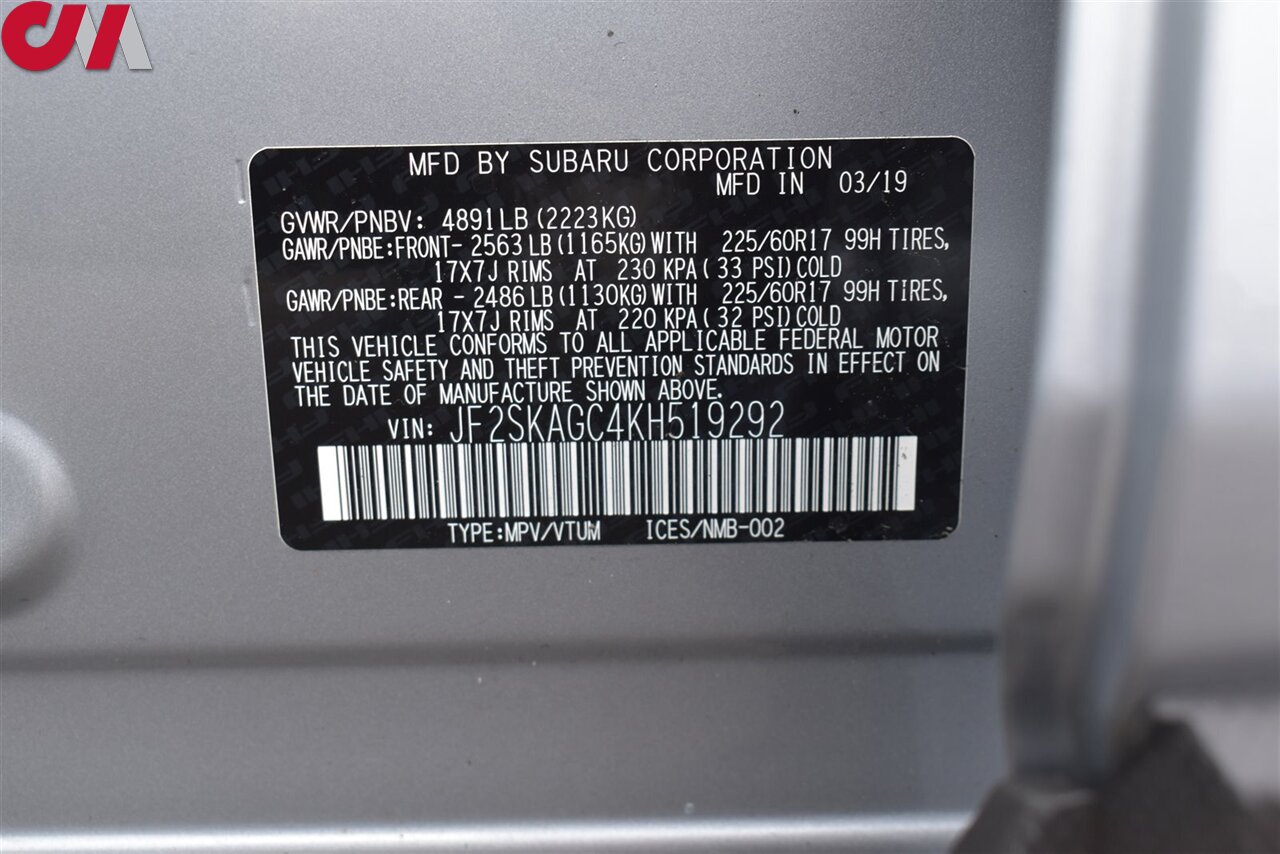 MFD BY SUBARU CORPORATION
MFD IN 03/19
GVWR/PNBV: 4891LB (2223KG)
GAWR/PNBE:FRONT- 2563 LB (1165KG) WITH 225/60R17 99H TIRES,
17X7J RIMS AT 230 KPA ( 33 PSI) COLD
GAWR/PNBE:REAR - 2486 LB (1130KG) WITH 225/60R17 99H TIRES,
17X7J RIMS AT 220 KPA ( 32 PSI) COLD
THIS VEHICLE CONFORMS TO ALL APPLICABLE FEDERAL MOTOR
VEHICLE SAFETY AND THEFT PREVENTION STANDARDS IN EFFECT ON
THE DATE OF MANUFACTURE SHOWN ABOVE.
VIN: JF2SKAGC4KH519292
TYPE:MPV/VTUM ICES/NMB-002